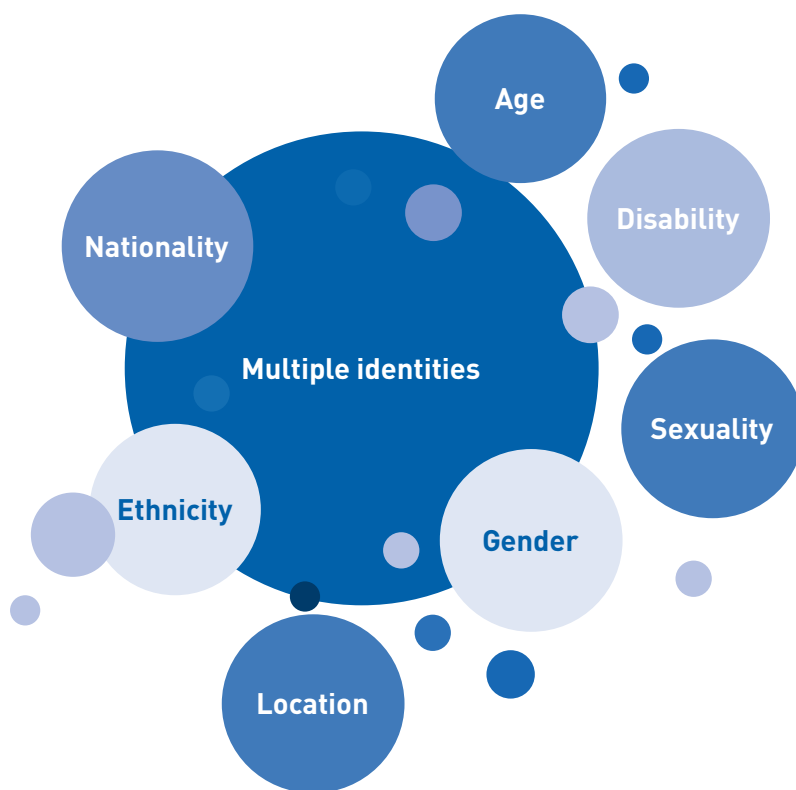 Age
Disability
Nationality
Multiple identities
Sexuality
Ethnicity
Gender
Location